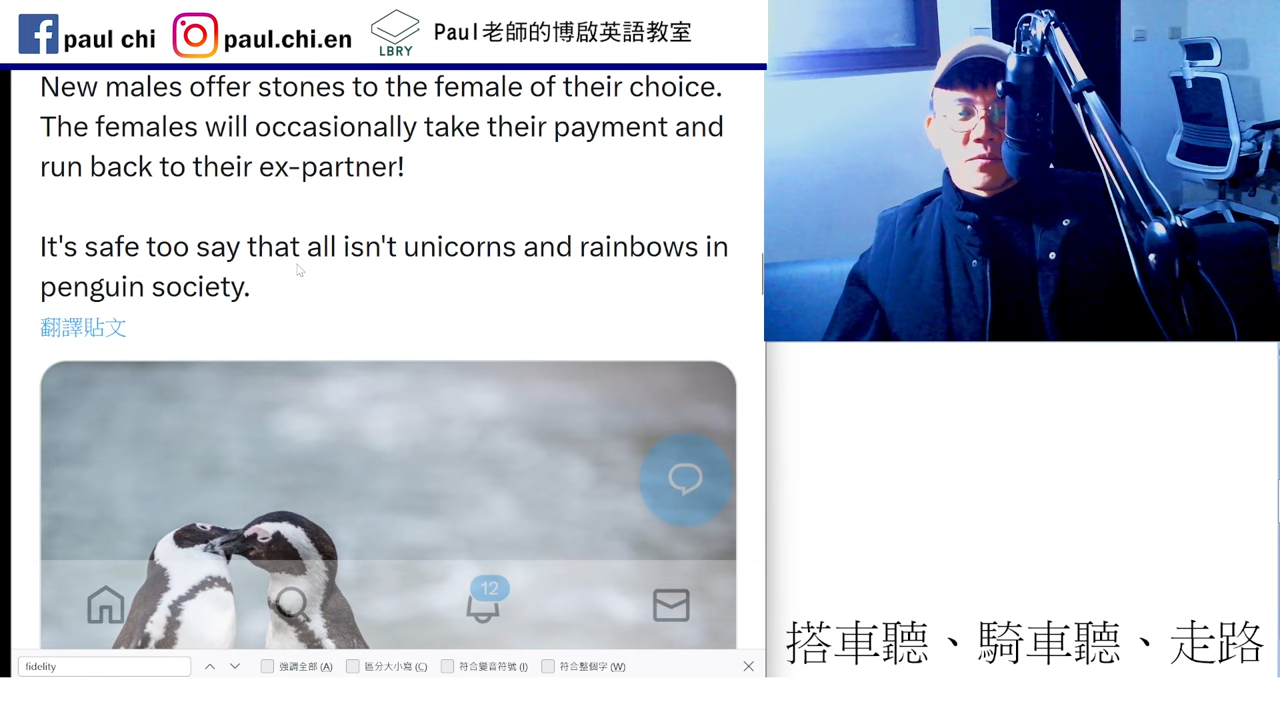 paul chi
paul.chi.en
LBRY
Paul老師的博啟英語教室
New males offer stones to the female of their choice.
The females will occasionally take their payment and
run back to their ex-partner!
It's safe too say that all isn't unicorns and rainbows in
penguin society.
翻譯貼文
12
fidelity
強調全部 (A)
區分大小寫 (C)
符合變音符號 (I)
符合整個字 (W)
搭車聽、騎車聽、走路